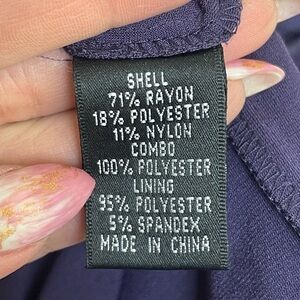 SHELL
71% RAYON
18% POLYESTER
11% NYLON
COMBO
100% POLYESTER
LINING
95% POLYESTER
5% SPANDEX
MADE IN CHINA